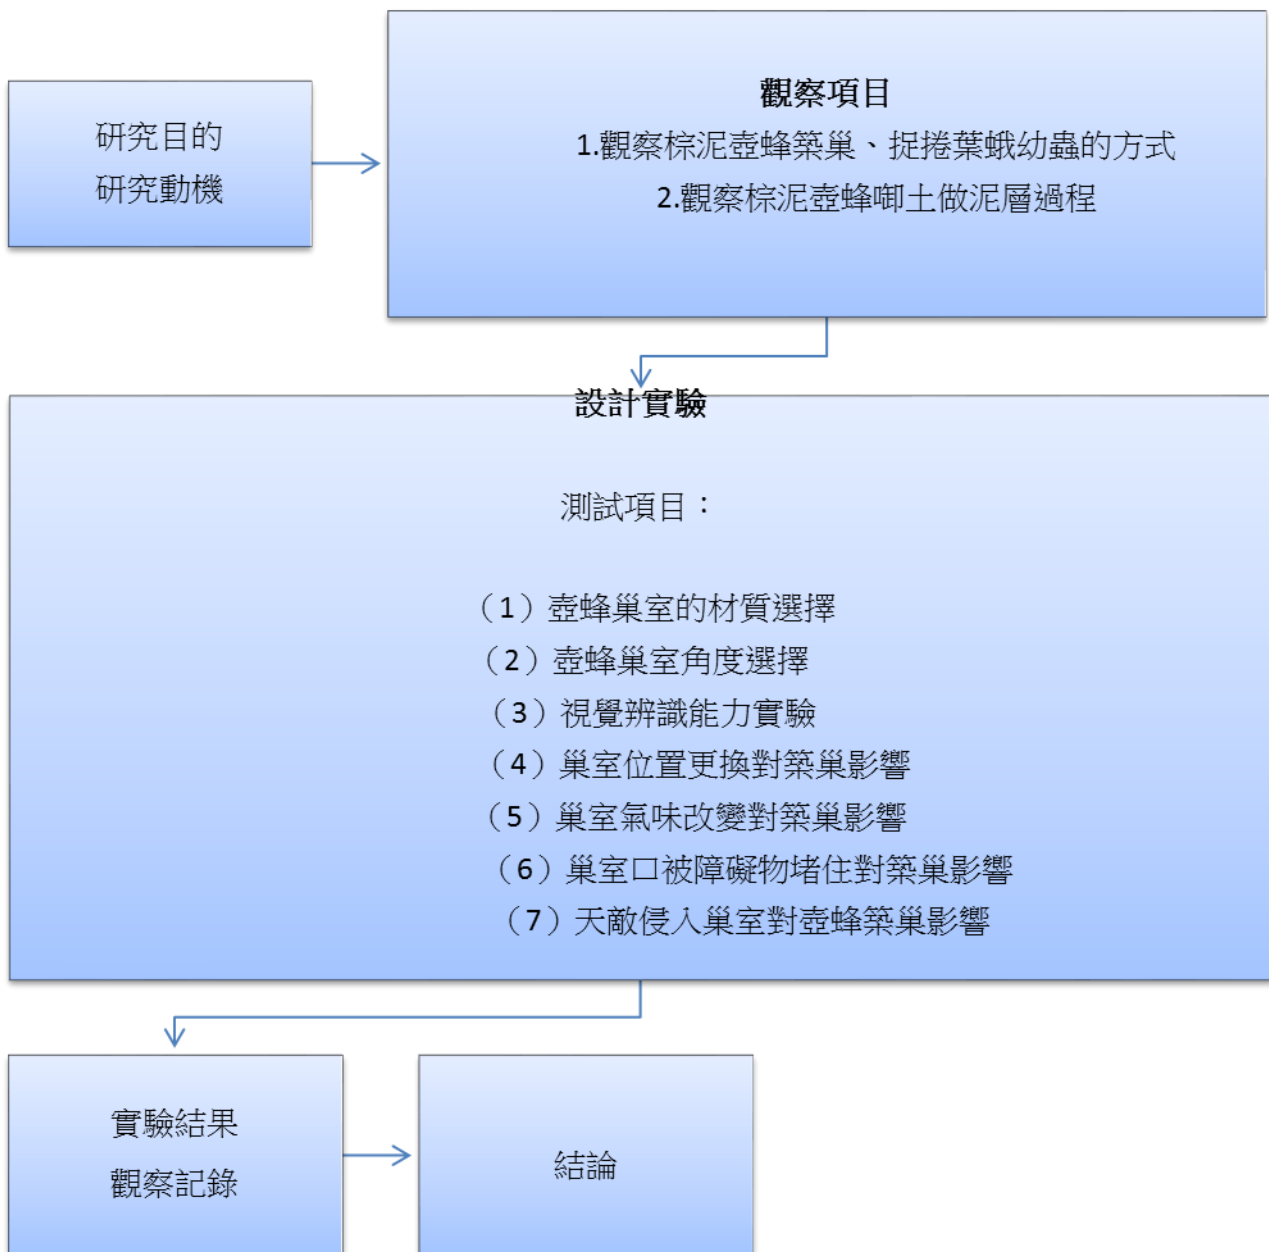 研究目的
研究動機
觀察項目
1.觀察棕泥壺蜂築巢、捉捲葉蛾幼蟲的方式
2.觀察棕泥壺蜂啣土做泥層過程
設計實驗
測試項目：
（1）壺蜂巢室的材質選擇
（2）壺蜂巢室角度選擇
（3）視覺辨識能力實驗
（4）巢室位置更換對築巢影響
（5）巢室氣味改變對築巢影響
（6）巢室口被障礙物堵住對築巢影響
（7）天敵侵入巢室對壺蜂築巢影響
實驗結果
觀察記錄
結論